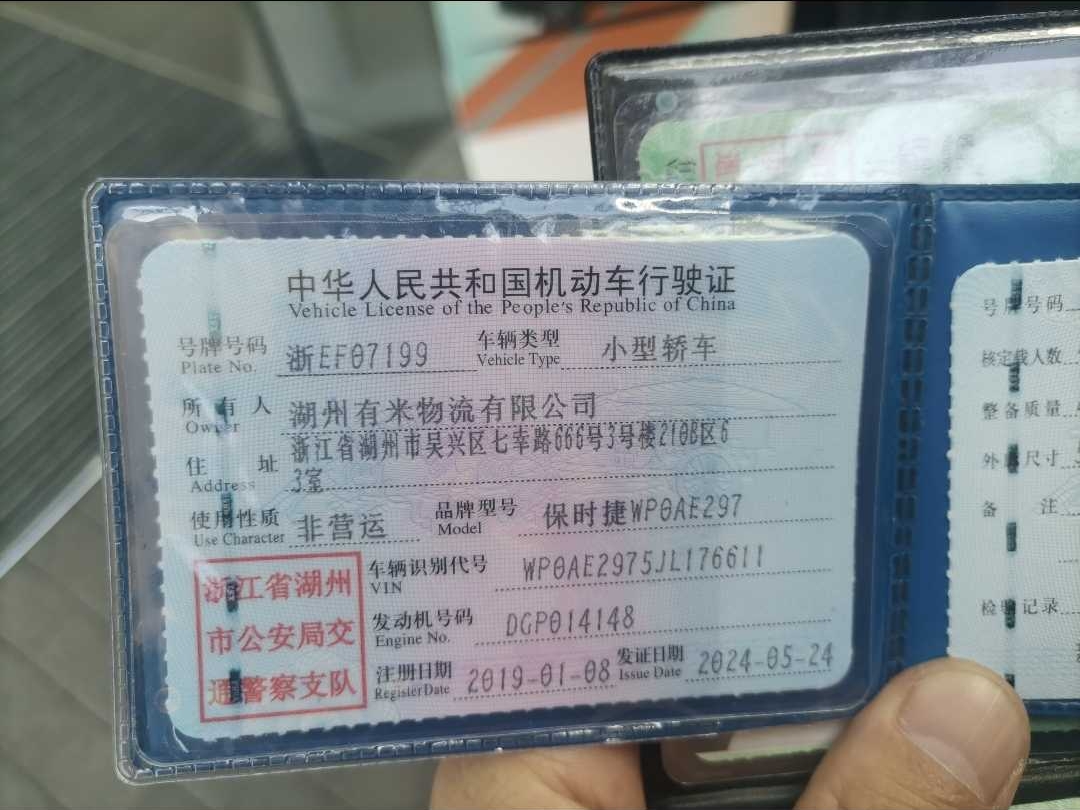 中华人民共和国机动车行驶证
Vehicle License of the People's Republic of China
号牌号码 浙EF07199 车辆类型 小型轿车
Plate No. Vehicle Type
所有人 湖州有米物流有限公司
Owner
浙江省湖州市吴兴区七幸路666号3号楼210B区6
住址 3室
Address
使用性质 非营运 品牌型号 保时捷WP0AE297
Use Character Model
车辆识别代号 WP0AE2975JL176611
VIN
发动机号码 DGP014148
Engine No.
注册日期 2019-01-08 发证日期 2024-05-24
Register Date Issue Date
浙江省湖州
市公安局交
通警察支队
号牌号码
核定载人数
整备质量
外廓尺寸
备注
检验记录